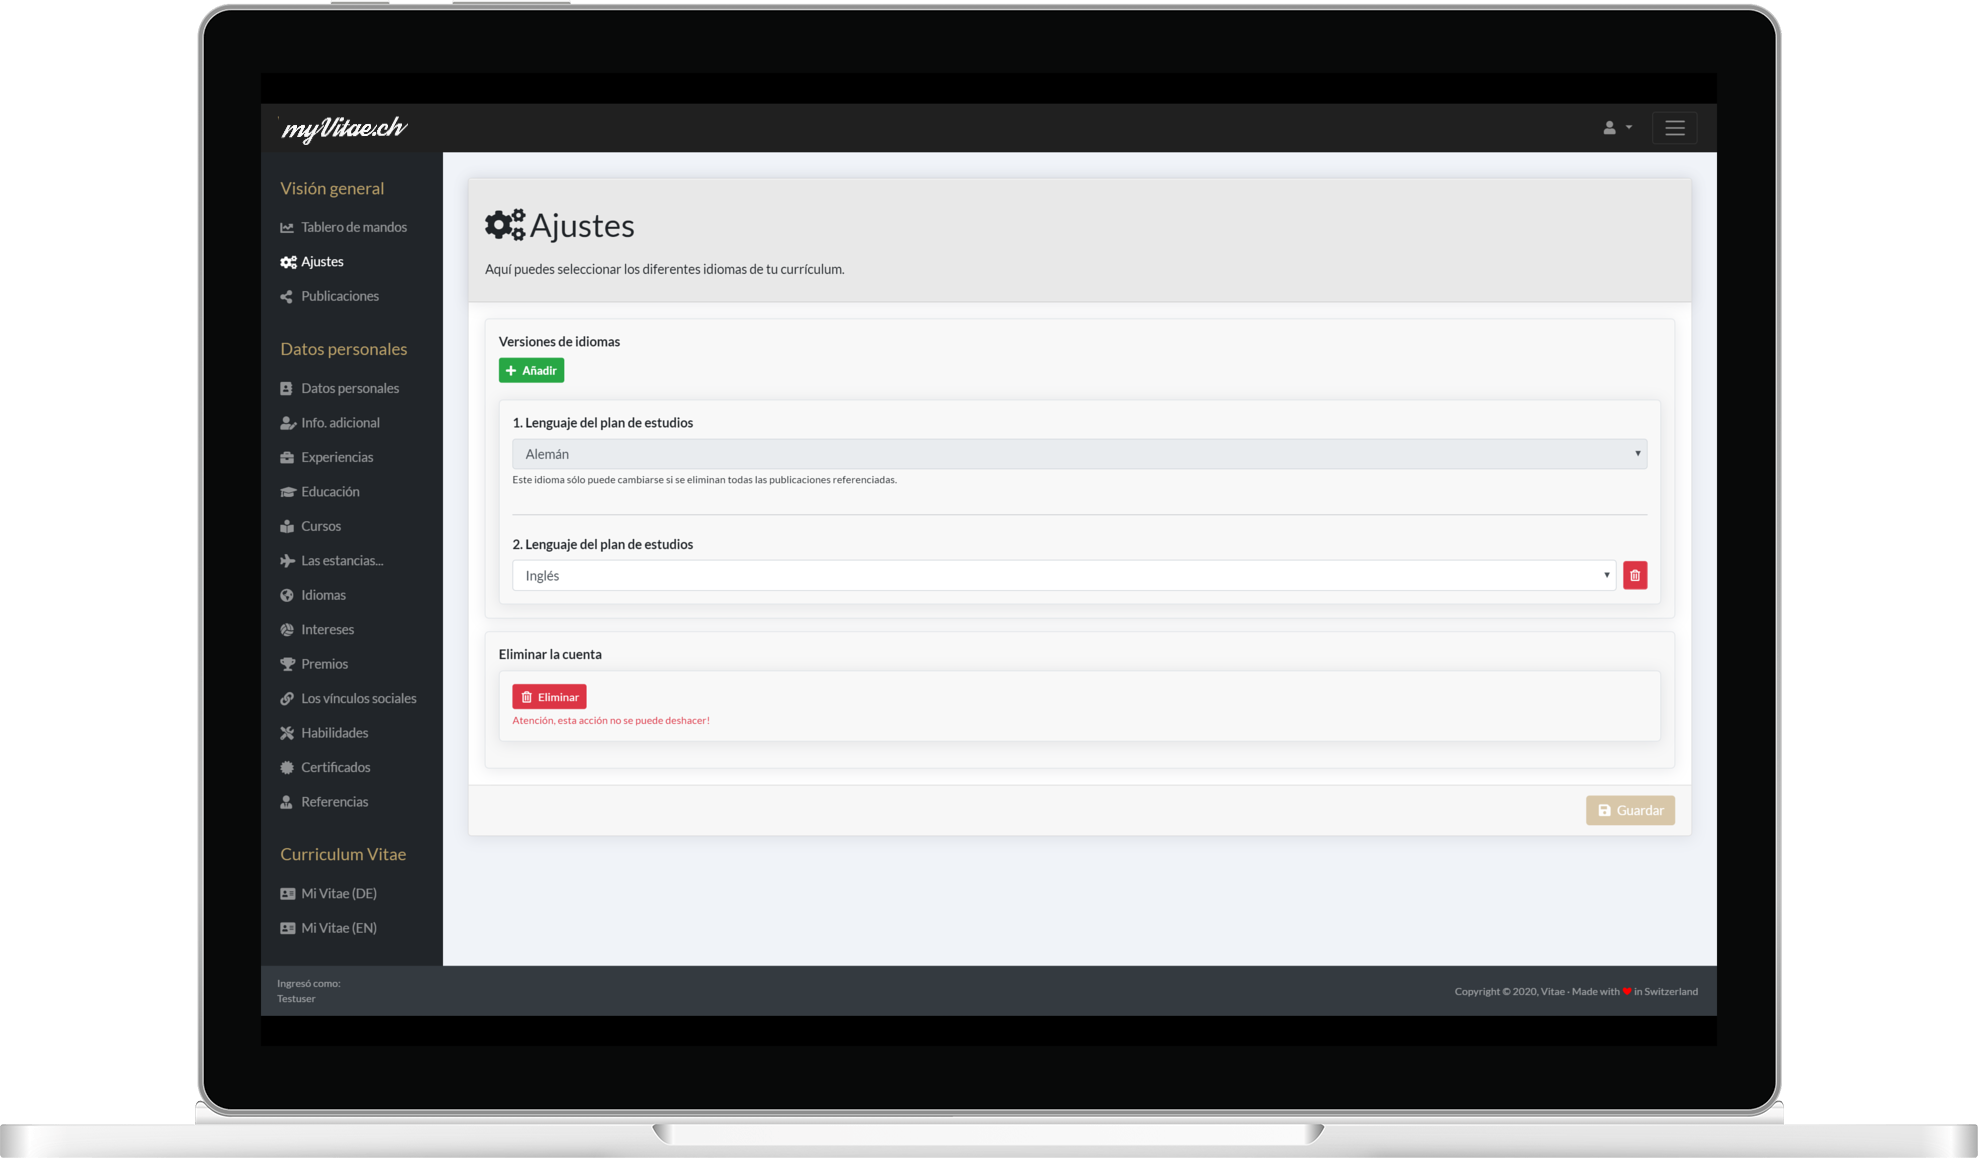 myVitae.ch
Visión general
Tablero de mandos
Ajustes
Publicaciones
Datos personales
Datos personales
Info. adicional
Experiencias
Educación
Cursos
Las estancias...
Idiomas
Intereses
Premios
Los vínculos sociales
Habilidades
Certificados
Referencias
Curriculum Vitae
Mi Vitae (DE)
Mi Vitae (EN)
Ajustes
Aquí puedes seleccionar los diferentes idiomas de tu currículum.
Versiones de idiomas
Añadir
1. Lenguaje del plan de estudios
Alemán
Este idioma sólo puede cambiarse si se eliminan todas las publicaciones referenciadas.
2. Lenguaje del plan de estudios
Inglés
Eliminar la cuenta
Eliminar
Atención, esta acción no se puede deshacer!
Guardar
Ingresó como:
Testuser
Copyright © 2020, Vitae · Made with ♥ in Switzerland